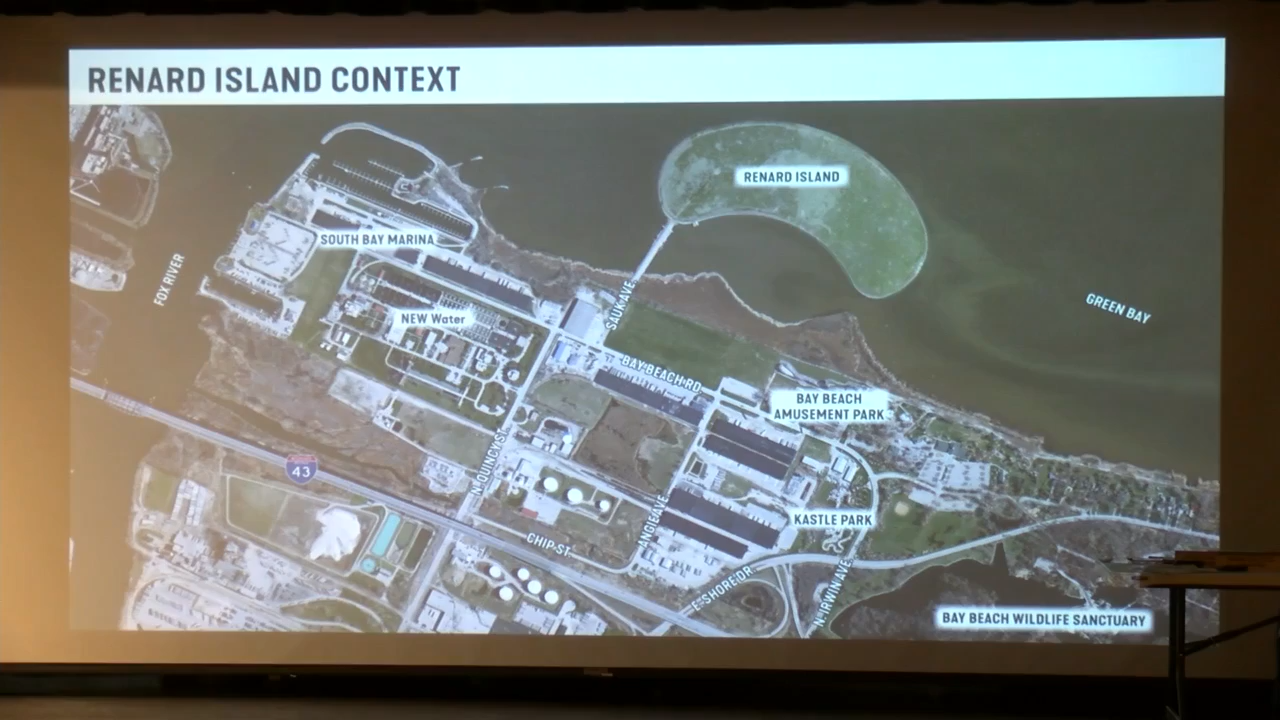 RENARD ISLAND CONTEXT
RENARD ISLAND
SOUTH BAY MARINA
FOX RIVER
GREEN BAY
NEW Water
SAUK AVE
BAY BEACH RD
BAY BEACH
AMUSEMENT PARK
N. QUINCY ST
43
ANGIE AVE
KASTLE PARK
CHIP ST
E. SHORE DR
N. IRWIN AVE
BAY BEACH WILDLIFE SANCTUARY